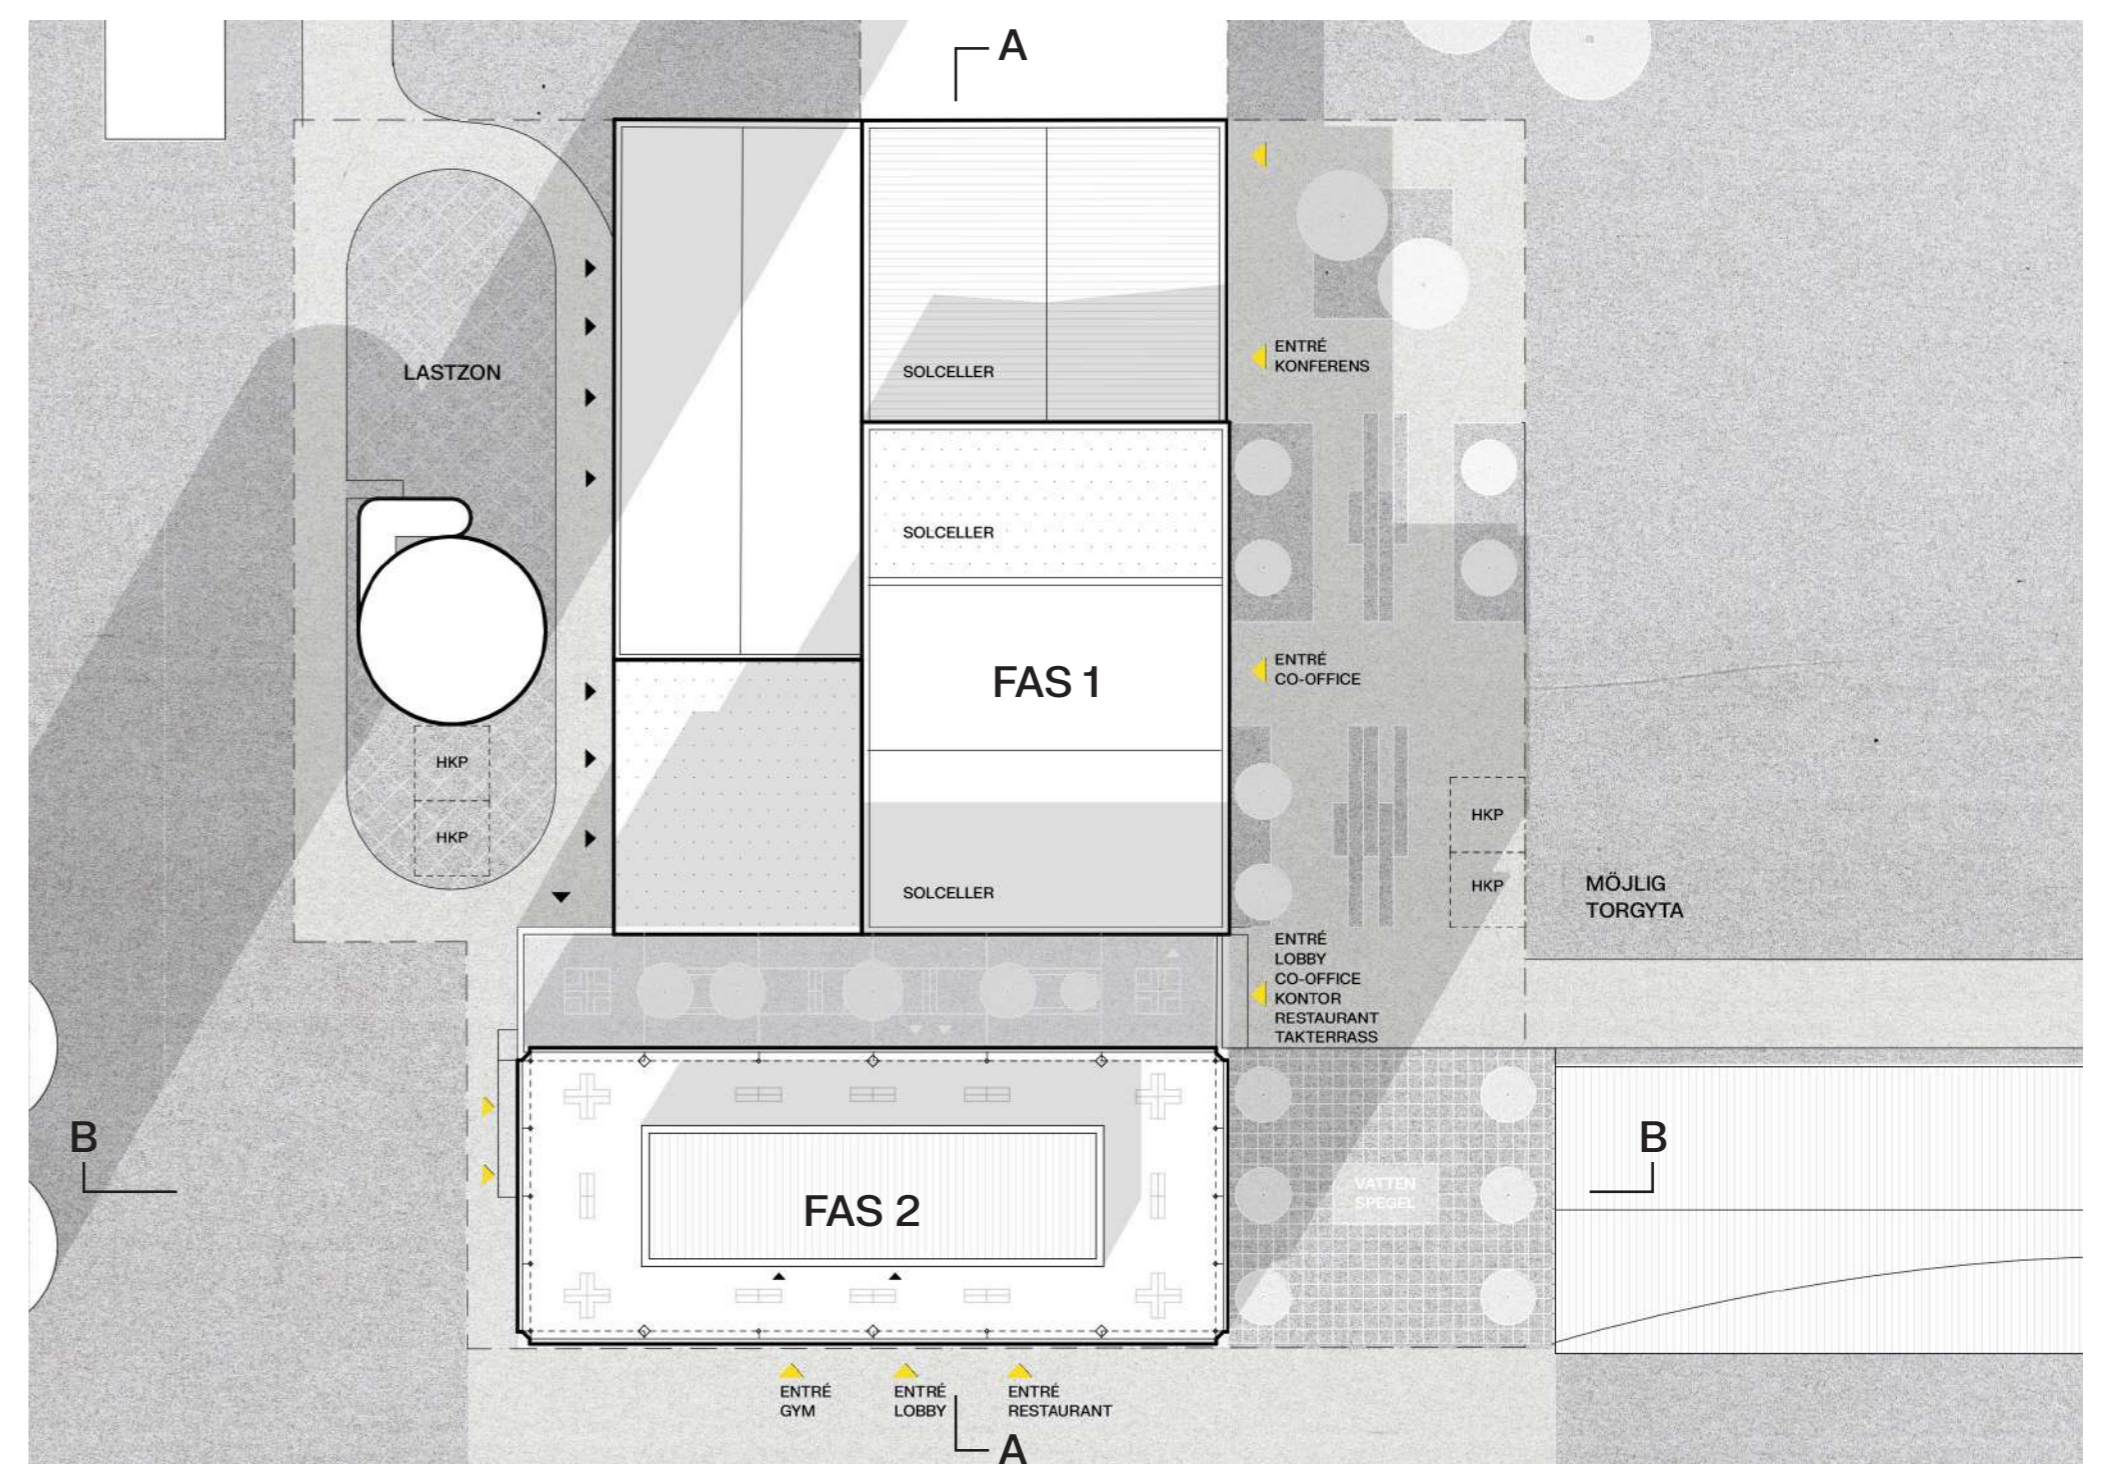 A
ENTRÉ
KONFERENS
LASTZON
SOLCELLER
SOLCELLER
ENTRÉ
CO-OFFICE
FAS 1
HKP
HKP
HKP
HKP
SOLCELLER
MÖJLIG
TORGYTA
ENTRÉ
LOBBY
CO-OFFICE
KONTOR
RESTAURANT
TAKTERRASS
B
B
VATTEN
SPEGEL
FAS 2
ENTRÉ
GYM
ENTRÉ
LOBBY
ENTRÉ
RESTAURANT
A